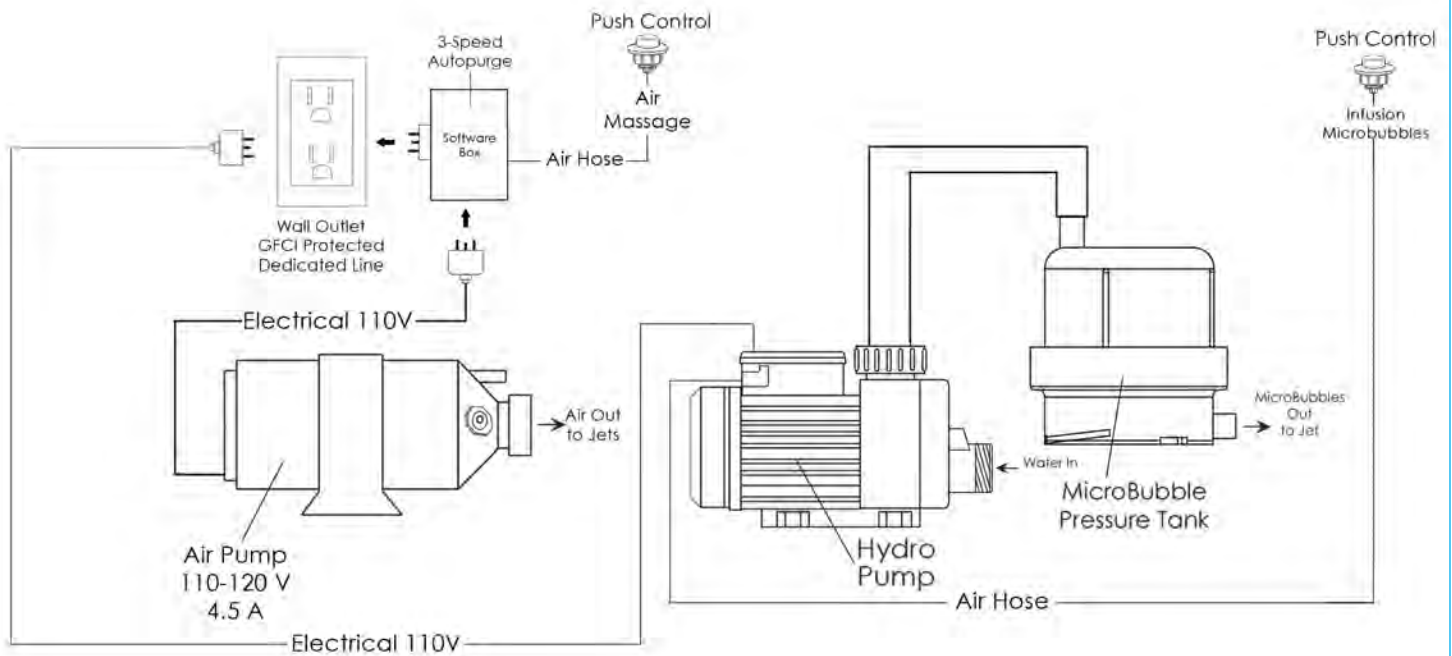 Push Control
3-Speed
Autopurge
Software
Box
Air
Massage
Air Hose
Wall Outlet
GFCI Protected
Dedicated Line
Electrical 110V
Air Out
to Jets
Air Pump
110-120 V
4.5 A
Electrical 110V
Push Control
Infusion
Microbubbles
MicroBubbles
Out
to Jet
Water In
MicroBubble
Pressure Tank
Hydro
Pump
Air Hose